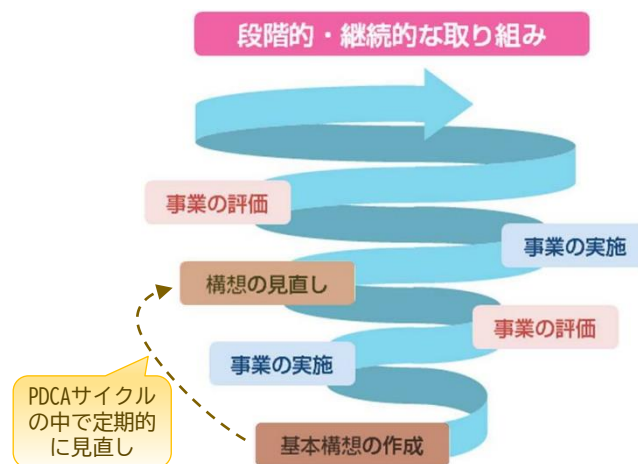 段階的・継続的な取り組み
事業の評価
事業の実施
構想の見直し
事業の評価
事業の実施
PDCAサイクル
の中で定期的
に見直し
基本構想の作成